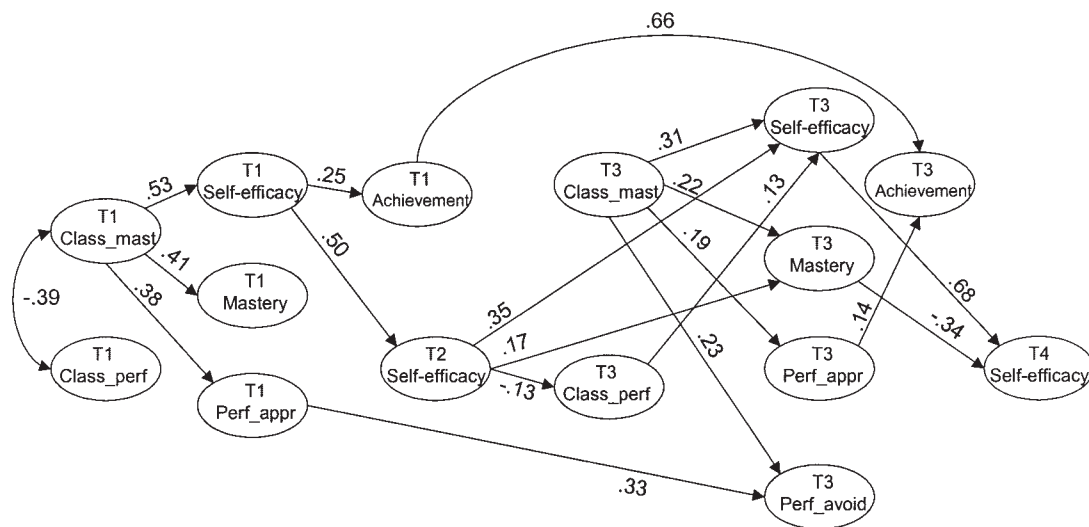 .66
T3
Self-efficacy
.31
T1
Self-efficacy
.53
.25
T1
Achievement
T3
Class_mast
.22
.13
T3
Achievement
T1
Class_mast
.41
.50
.19
T3
Mastery
-.39
.38
T1
Mastery
.35
.17
.23
.14
.68
-.34
T1
Class_perf
T1
Perf_appr
T2
Self-efficacy
-.13
T3
Class_perf
T3
Perf_appr
T4
Self-efficacy
.33
T3
Perf_avoid